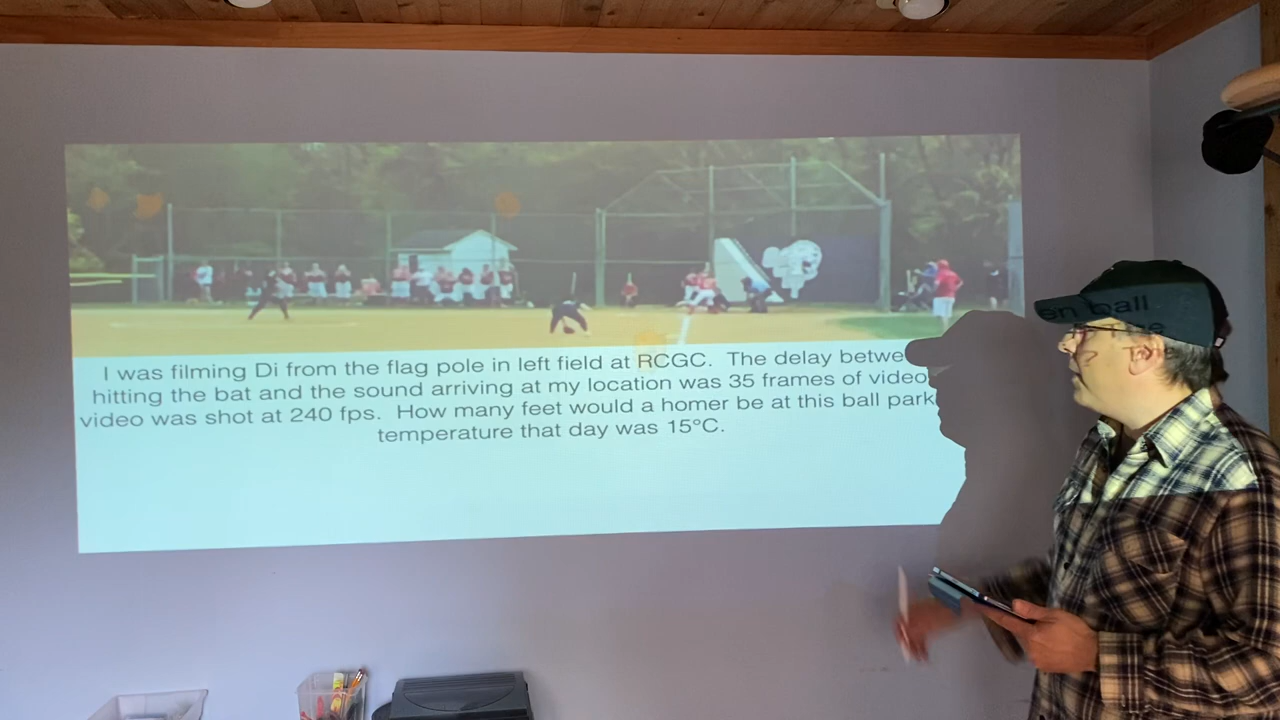 I was filming Di from the flag pole in left field at RCGC. The delay betwe en ball
hitting the bat and the sound arriving at my location was 35 frames of video
video was shot at 240 fps. How many feet would a homer be at this ball park
temperature that day was 15°C.